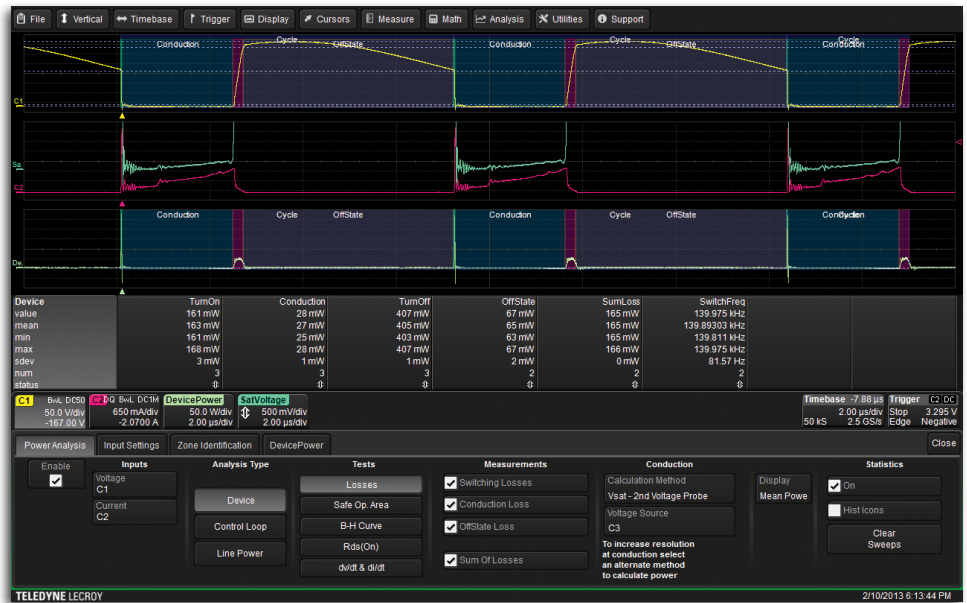 File Vertical Timebase Trigger Display Cursors Measure Math Analysis Utilities Support
Conduction Cycle OffState Conduction Cycle OffState Conduction Cycle
C1
Sa.
C2
Conduction Cycle OffState Conduction Cycle OffState Conduction Cycle
De.
Device TurnOn Conduction TurnOff OffState SumLoss SwitchFreq
value 161 mW 28 mW 407 mW 67 mW 165 mW 139.975 kHz
mean 163 mW 27 mW 405 mW 65 mW 165 mW 139.89303 kHz
min 161 mW 25 mW 403 mW 63 mW 165 mW 139.811 kHz
max 168 mW 28 mW 407 mW 67 mW 166 mW 139.975 kHz
sdev 3 mW 1 mW 1 mW 2 mW 0 mW 81.57 Hz
num 3 3 3 2 2 2
status
C1 BwL DC50 C2 DQ BwL DC1M DevicePower SatVoltage Timebase -7.88 µs Trigger C2 DC
50.0 V/div 650 mA/div 50.0 W/div 500 mV/div 2.00 µs/div Stop 3.295 V
-167.00 V -2.0700 A 2.00 µs/div 2.00 µs/div 50 kS 2.5 GS/s Edge Negative
Power Analysis Input Settings Zone Identification DevicePower Close
Enable Inputs Analysis Type Tests Measurements Conduction Statistics
Voltage
C1
Current
C2
Device
Control Loop
Line Power
Losses
Safe Op. Area
B-H Curve
Rds(On)
dv/dt & di/dt
Switching Losses
Conduction Loss
OffState Loss
Sum Of Losses
Calculation Method
Vsat - 2nd Voltage Probe
Voltage Source
C3
To increase resolution
at conduction select
an alternate method
to calculate power
Display
Mean Powe
On
Hist Icons
Clear
Sweeps
TELEDYNE LECROY 2/10/2013 6:13:44 PM